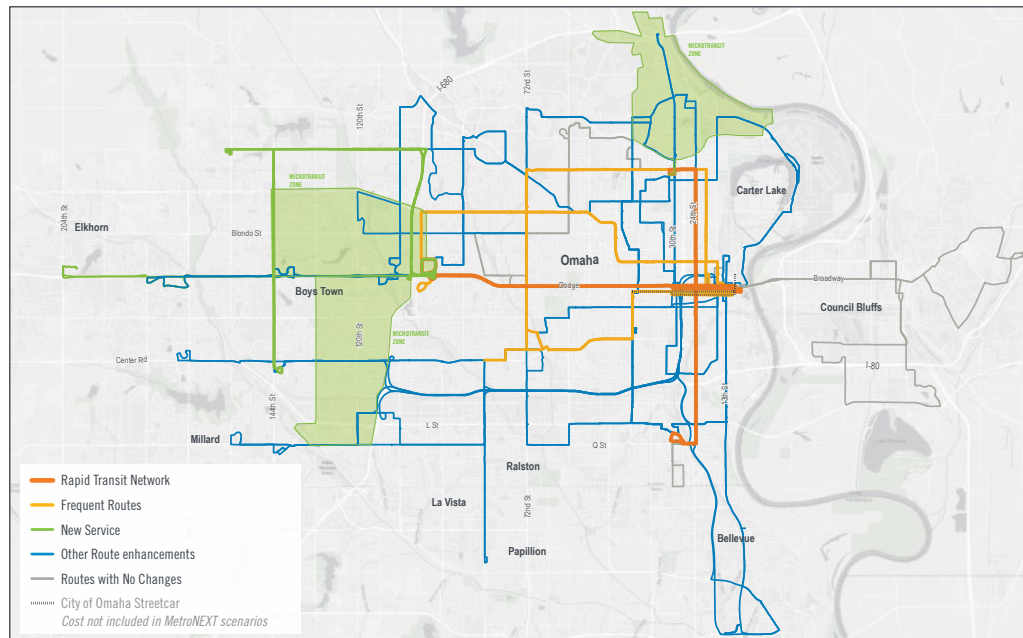 MICROTRANSIT
ZONE
I-680
72nd St
120th St
MICROTRANSIT
ZONE
Carter Lake
204th St
Elkhorn
Blondo St
24th St
30th St
Omaha
Boys Town
Dodge
Broadway
Council Bluffs
120th St
MICROTRANSIT
ZONE
Center Rd
I-80
144th St
13th St
L St
Millard
Q St
Ralston
La Vista
72nd St
Papillion
Bellevue
Rapid Transit Network
Frequent Routes
New Service
Other Route enhancements
Routes with No Changes
City of Omaha Streetcar
Cost not included in MetroNEXT scenarios